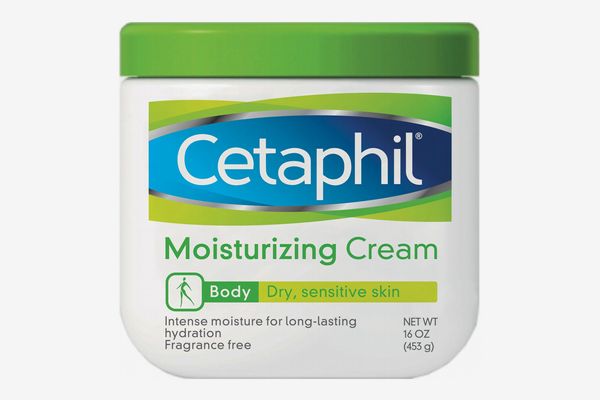 Cetaphil®
Moisturizing Cream
Body Dry, sensitive skin
Intense moisture for long-lasting
hydration
Fragrance free
NET WT
16 OZ
(453 g)